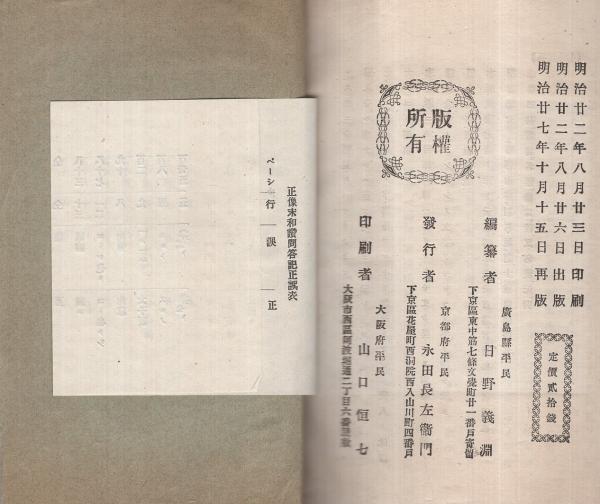 明治廿二年八月廿三日印刷
明治廿二年八月廿六日出版
明治廿七年十月十五日再版
定價貳拾錢
版權
所有
廣島縣平民
編纂者 日野義淵
下京區東中筋七條文覺町廿一番戸寄留
京都府平民
發行者 永田長左衞門
下京區花屋町西洞院西入山川町四番戸
大阪府平民
印刷者 山口恒七
大阪市西區阿波堀通二丁目六番
正像末和讃問答記正誤表
ページ 行 誤 正